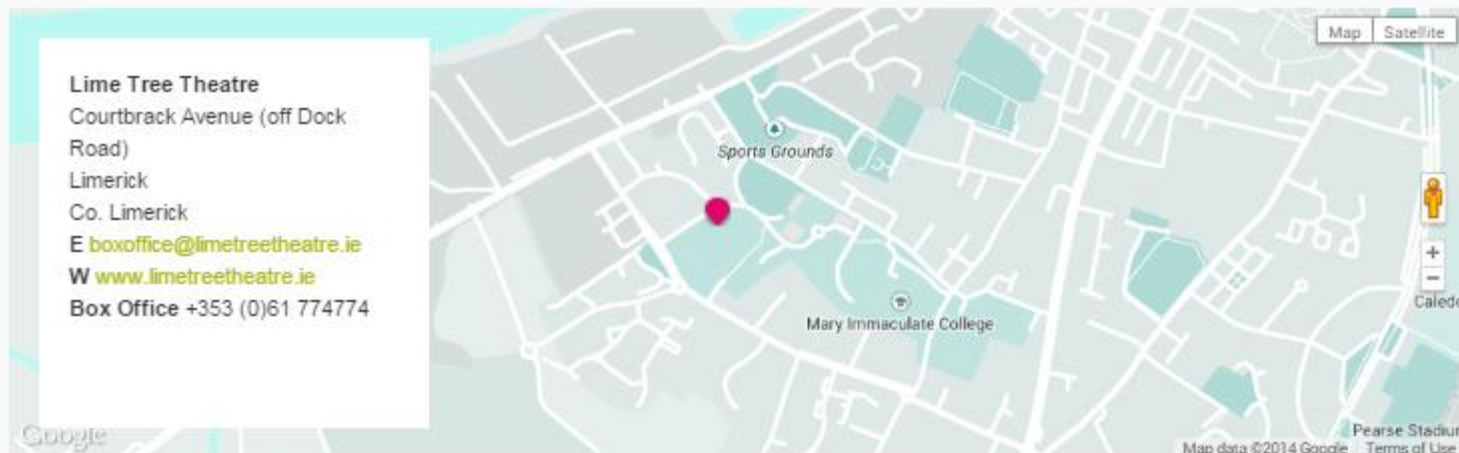 Lime Tree Theatre
Courtbrack Avenue (off Dock
Road)
Limerick
Co. Limerick
E boxoffice@limetreetheatre.ie
W www.limetreetheatre.ie
Box Office +353 (0)61 774774
Map Satellite
Sports Grounds
Mary Immaculate College
Calede
Pearse Stadiu
Google
Map data ©2014 Google Terms of Use